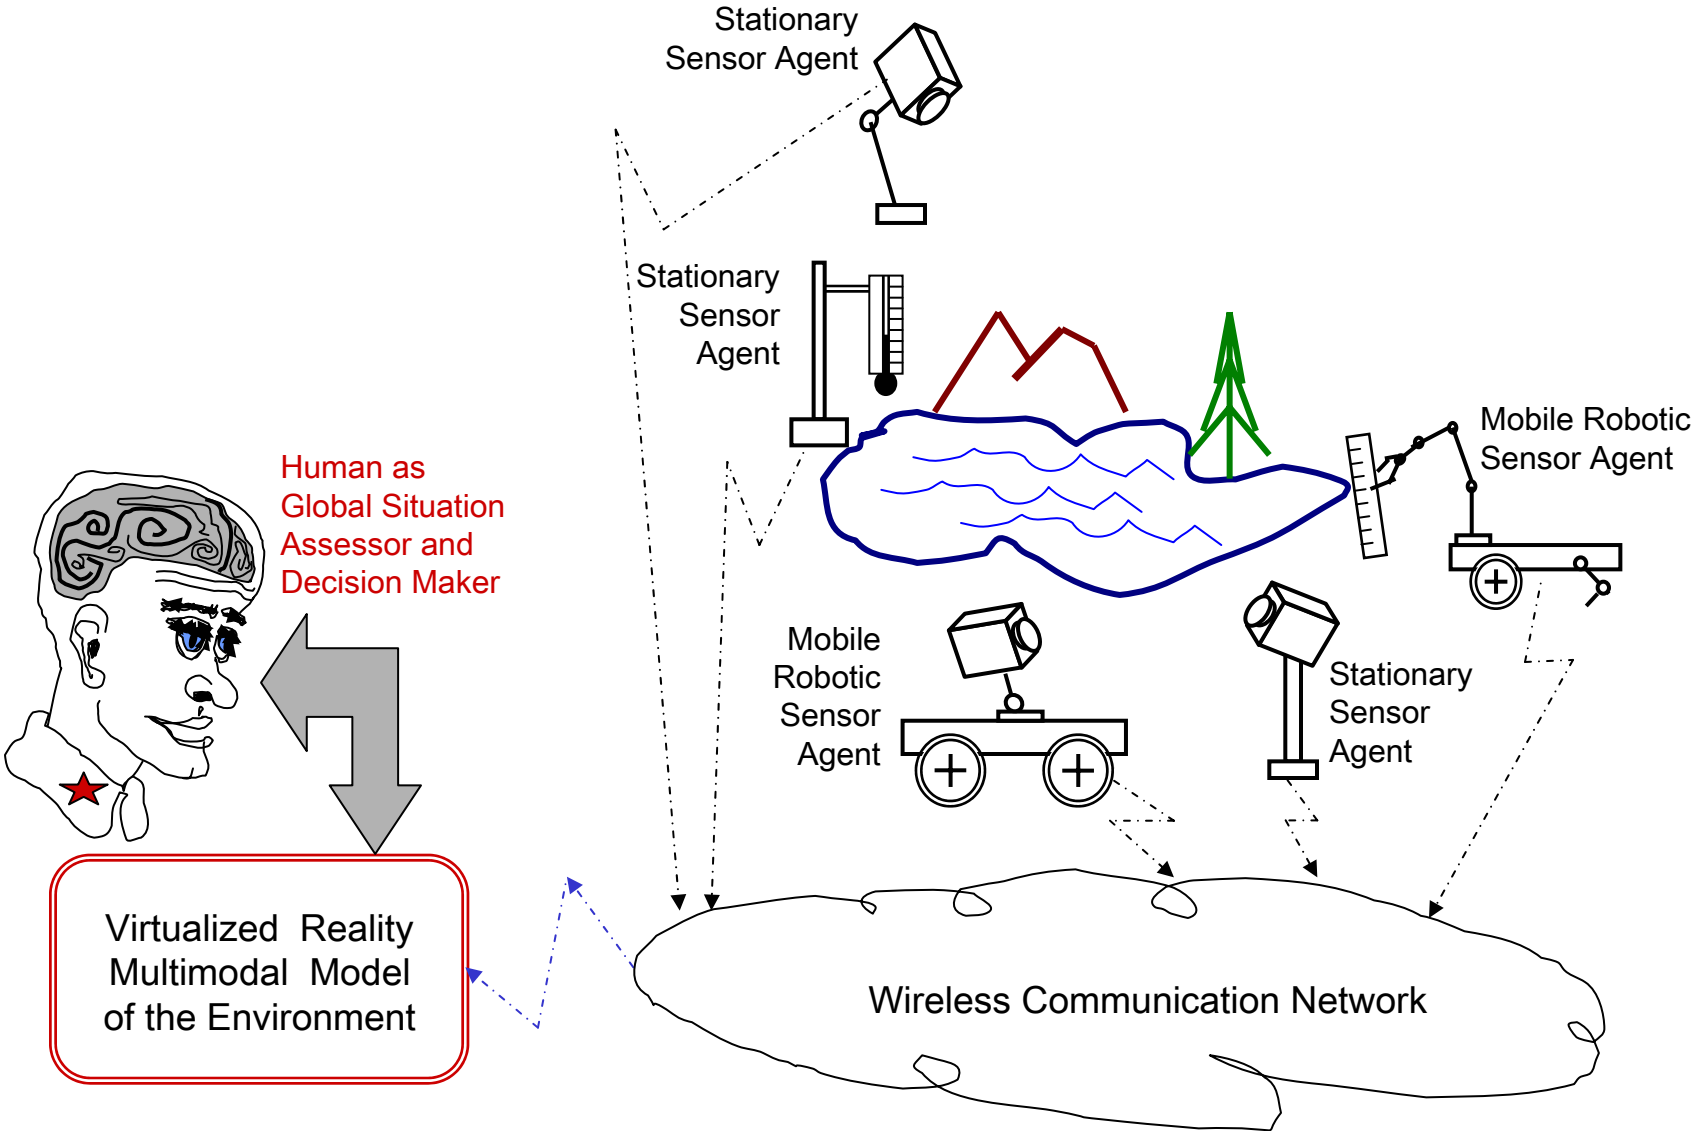 Stationary
Sensor Agent
Stationary
Sensor
Agent
Mobile Robotic
Sensor Agent
Human as
Global Situation
Assessor and
Decision Maker
Mobile
Robotic
Sensor
Agent
Stationary
Sensor
Agent
Virtualized Reality
Multimodal Model
of the Environment
Wireless Communication Network